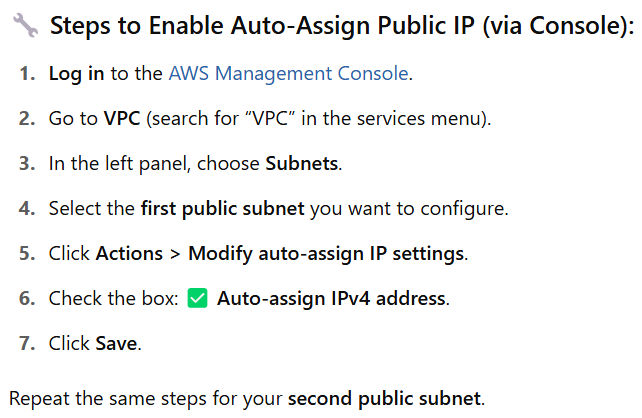 🔧 Steps to Enable Auto-Assign Public IP (via Console):
1. Log in to the AWS Management Console.
2. Go to VPC (search for “VPC” in the services menu).
3. In the left panel, choose Subnets.
4. Select the first public subnet you want to configure.
5. Click Actions > Modify auto-assign IP settings.
6. Check the box: ✅ Auto-assign IPv4 address.
7. Click Save.
Repeat the same steps for your second public subnet.